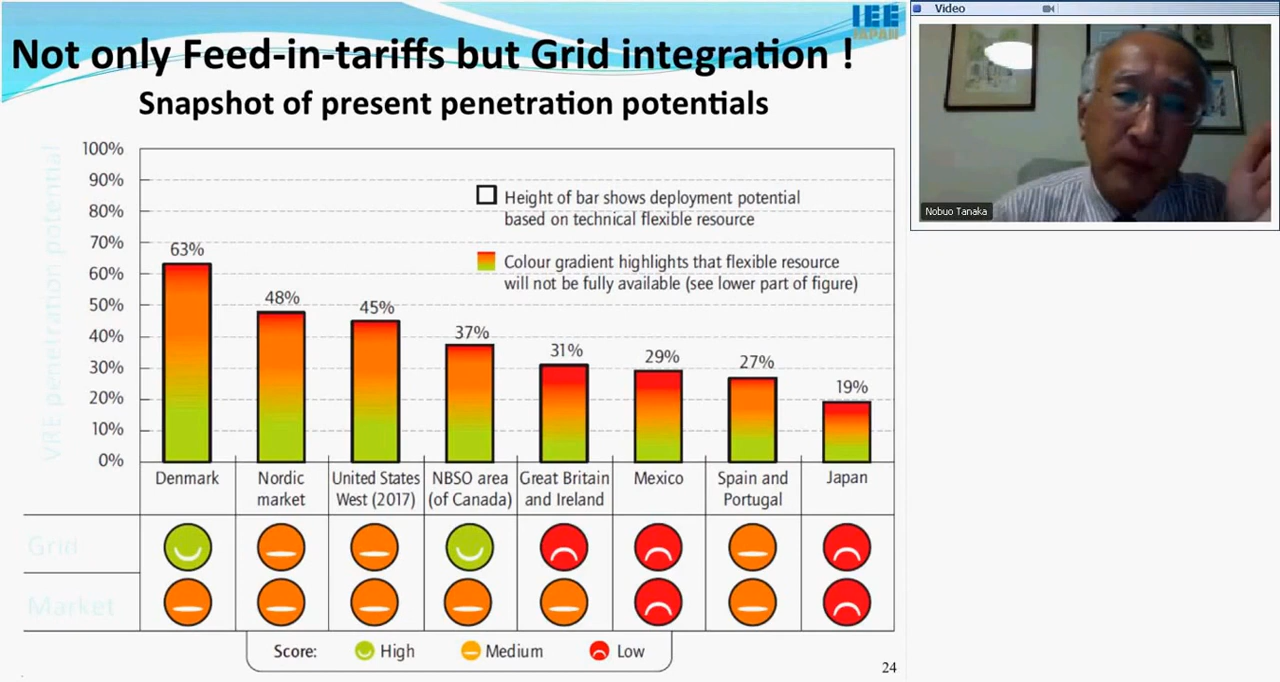 IEE
JAPAN
Not only Feed-in-tariffs but Grid integration !
Snapshot of present penetration potentials
VRE penetration potential
100%
90%
80%
70%
60%
50%
40%
30%
20%
10%
0%
Height of bar shows deployment potential
based on technical flexible resource
Colour gradient highlights that flexible resource
will not be fully available (see lower part of figure)
63%
48%
45%
37%
31%
29%
27%
19%
Denmark
Nordic
market
United States
West (2017)
NBSO area
(of Canada)
Great Britain
and Ireland
Mexico
Spain and
Portugal
Japan
Grid
Market
Score: High Medium Low
24
Video
Nobuo Tanaka